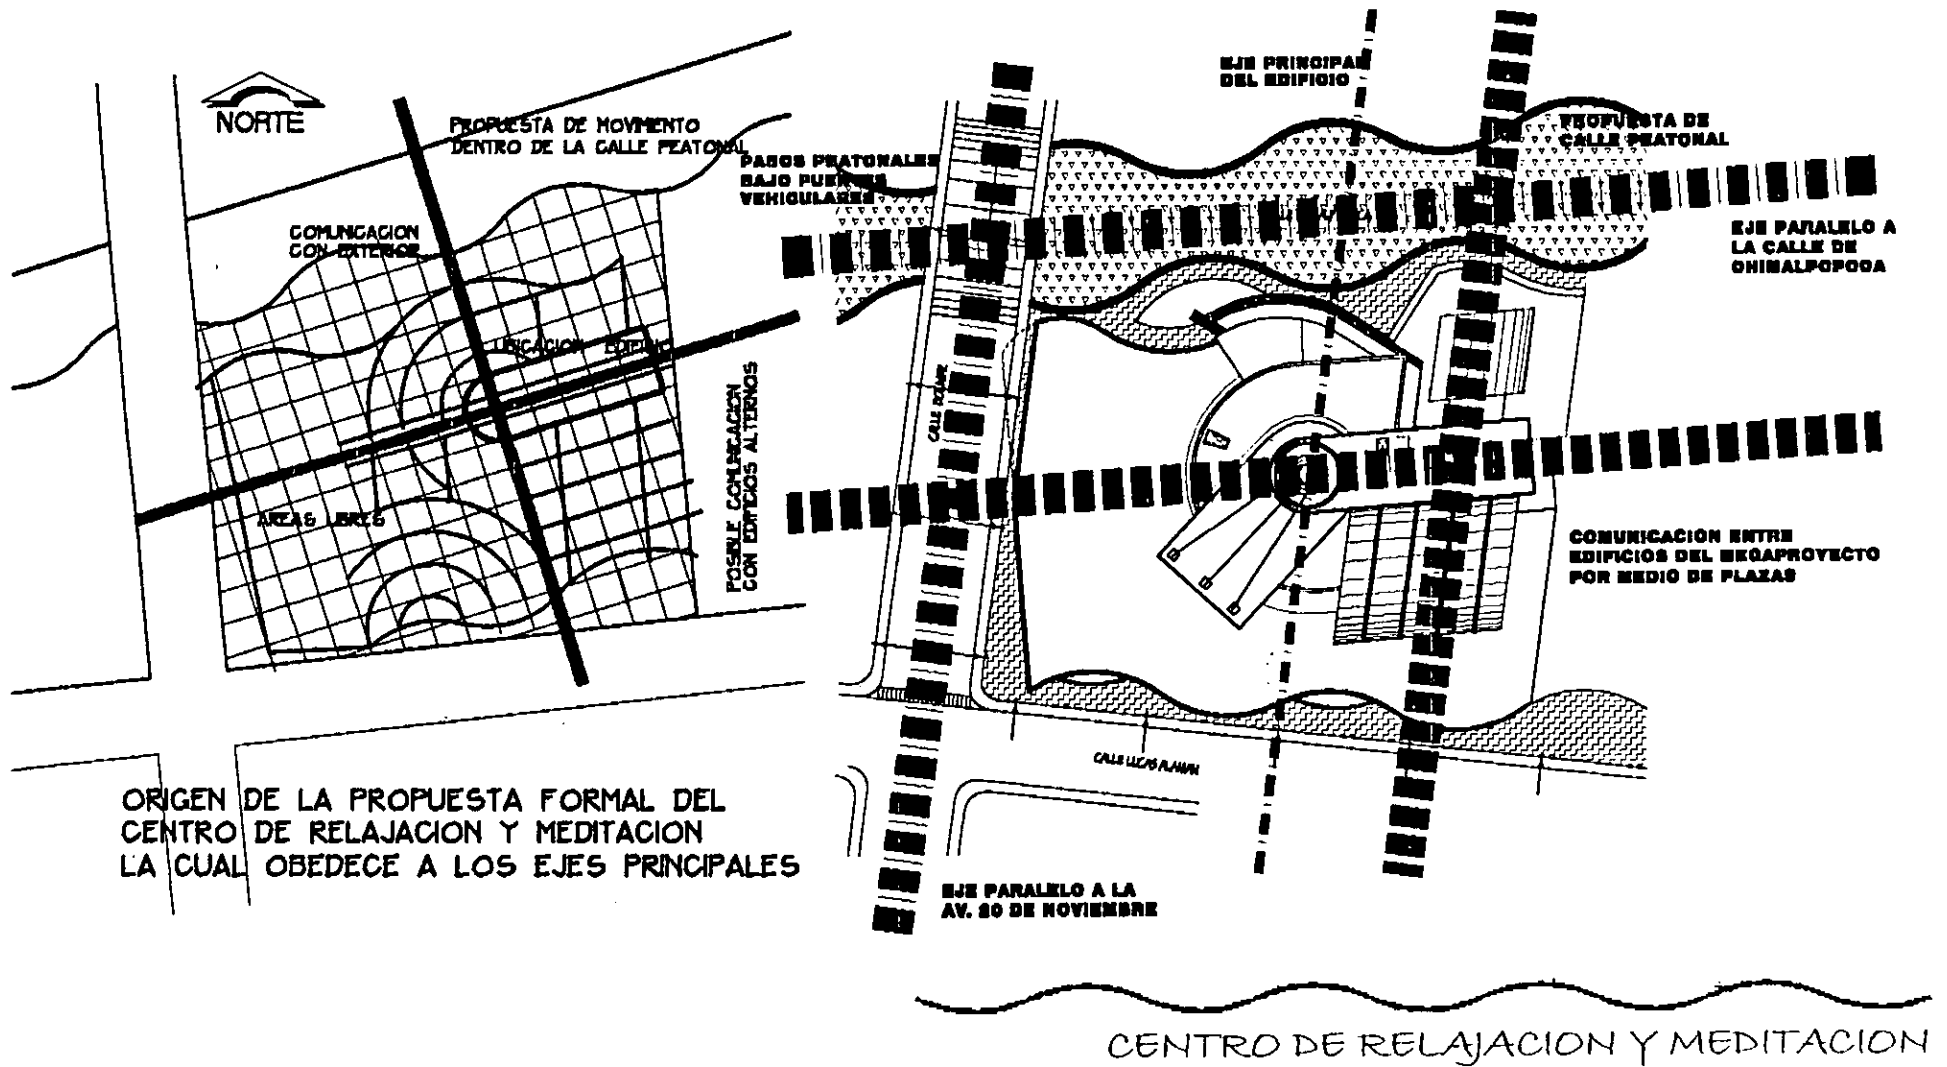 NORTE
PROPUESTA DE MOVIMENTO
DENTRO DE LA CALLE PEATONAL
COMUNICACION
CON EXTERIOR
UBICACION EDIFICIO
AREAS LIBRES
POSIBLE COMUNICACION
CON EDIFICIOS ALTERNOS
ORIGEN DE LA PROPUESTA FORMAL DEL
CENTRO DE RELAJACION Y MEDITACION
LA CUAL OBEDECE A LOS EJES PRINCIPALES
EJE PRINCIPAL
DEL EDIFICIO
PROPUESTA DE
CALLE PEATONAL
PASOS PEATONALES
BAJO PUENTES
VEHICULARES
EJE PARALELO A
LA CALLE DE
CHIMALPOPOCA
CALLE
COMUNICACION ENTRE
EDIFICIOS DEL MEGAPROYECTO
POR MEDIO DE PLAZAS
CALLE LUCAS ALAMAN
EJE PARALELO A LA
AV. 20 DE NOVIEMBRE
CENTRO DE RELAJACION Y MEDITACION